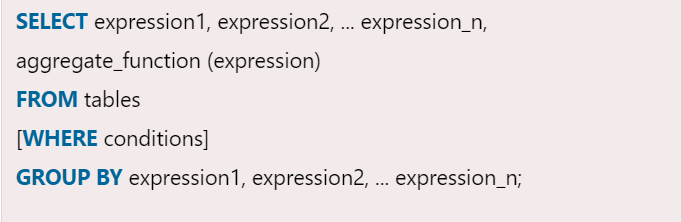 SELECT expression1, expression2, ... expression_n,
aggregate_function (expression)
FROM tables
[WHERE conditions]
GROUP BY expression1, expression2, ... expression_n;